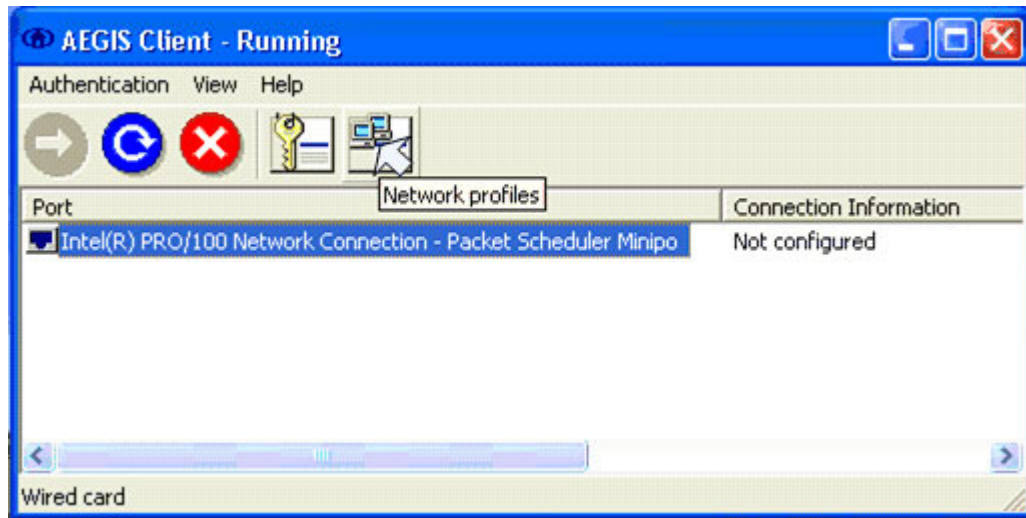 AEGIS Client - Running
Authentication View Help
Network profiles
Port Connection Information
Intel(R) PRO/100 Network Connection - Packet Scheduler Minipo Not configured
Wired card